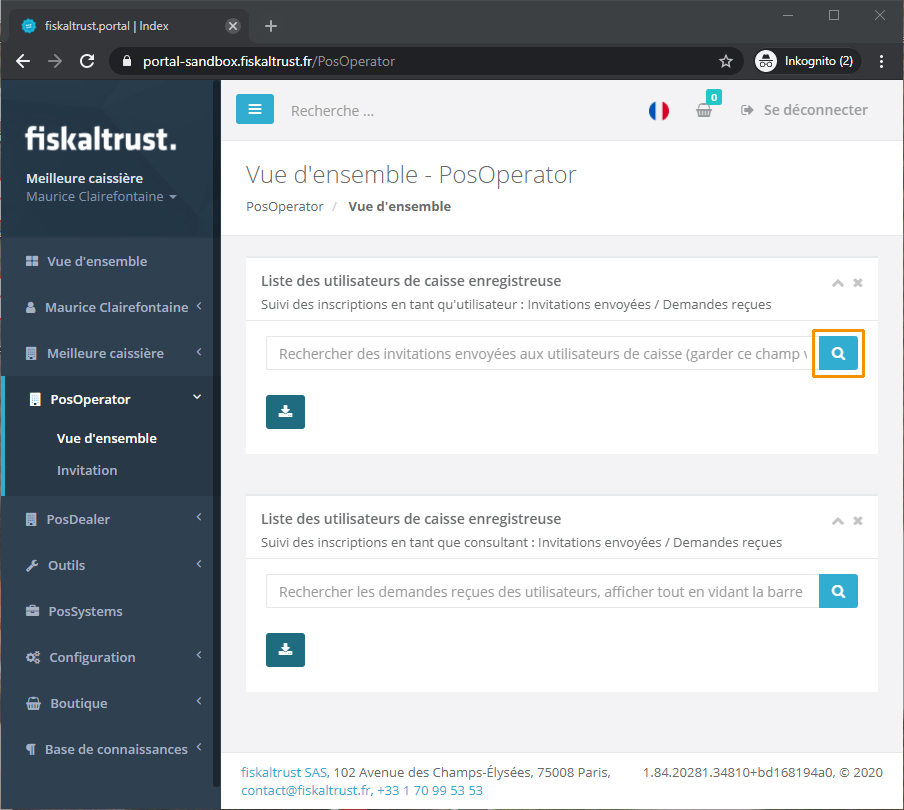 fiskaltrust.portal | Index
portal-sandbox.fiskaltrust.fr/PosOperator
Inkognito (2)
fiskaltrust.
Meilleure caissière
Maurice Clairefontaine
Vue d'ensemble
Maurice Clairefontaine
Meilleure caissière
PosOperator
Vue d'ensemble
Invitation
PosDealer
Outils
PosSystems
Configuration
Boutique
Base de connaissances
Recherche ...
0
Se déconnecter
Vue d'ensemble - PosOperator
PosOperator / Vue d'ensemble
Liste des utilisateurs de caisse enregistreuse
Suivi des inscriptions en tant qu'utilisateur : Invitations envoyées / Demandes reçues
Rechercher des invitations envoyées aux utilisateurs de caisse (garder ce champ v
Liste des utilisateurs de caisse enregistreuse
Suivi des inscriptions en tant que consultant : Invitations envoyées / Demandes reçues
Rechercher les demandes reçues des utilisateurs, afficher tout en vidant la barre
fiskaltrust SAS, 102 Avenue des Champs-Élysées, 75008 Paris,
contact@fiskaltrust.fr, +33 1 70 99 53 53
1.84.20281.34810+bd168194a0, © 2020